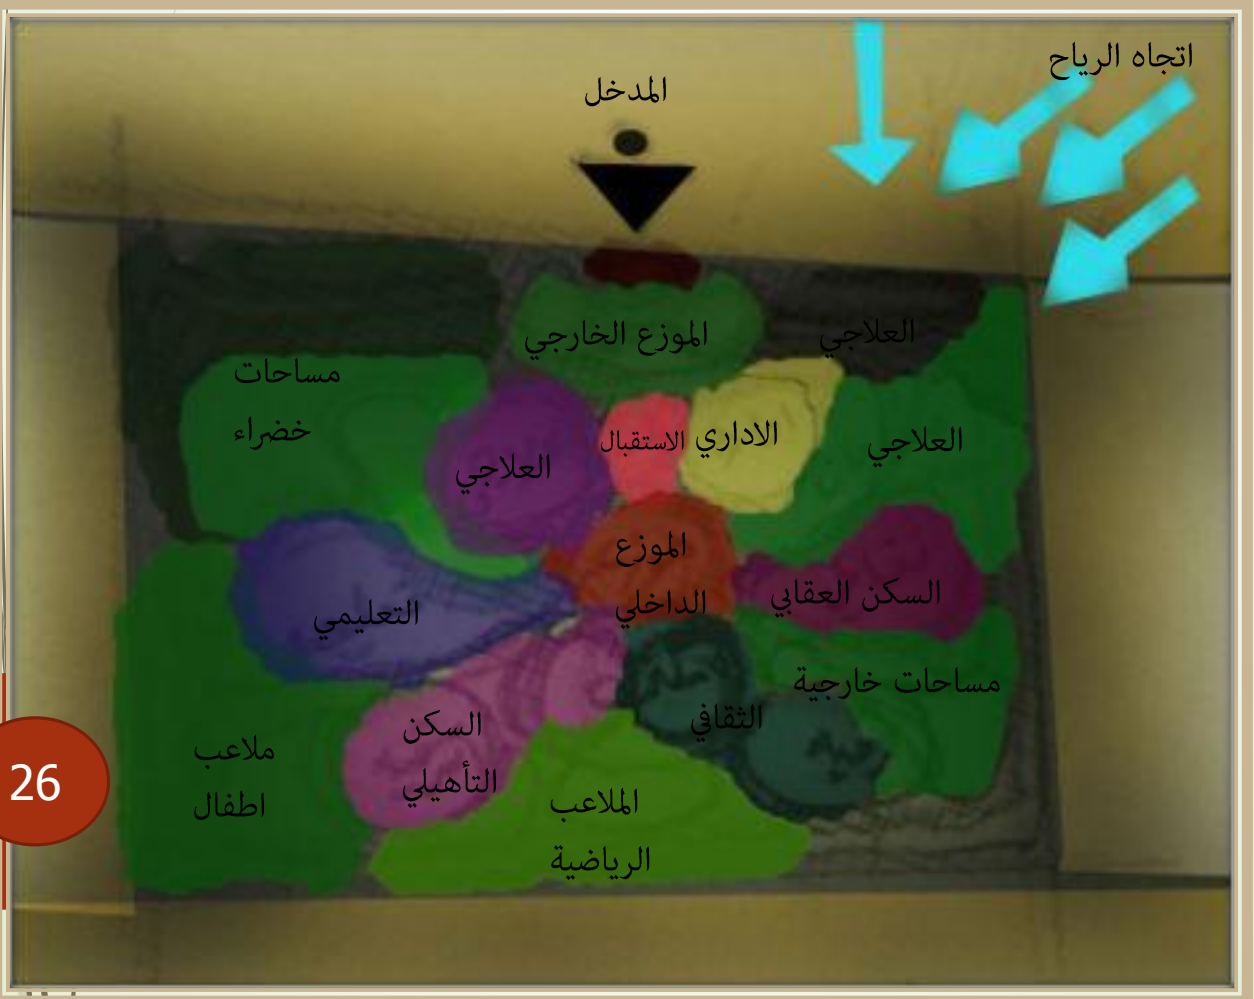 اتجاه الرياح
المدخل
الموزع الخارجي
العلاجي
مساحات
خضراء
العلاجي
الاستقبال
الاداري
العلاجي
الموزع
الداخلي
السكن العقابي
التعليمي
مساحات خارجية
الثقافي
السكن
التأهيلي
ملاعب
اطفال
الملاعب
الرياضية
26